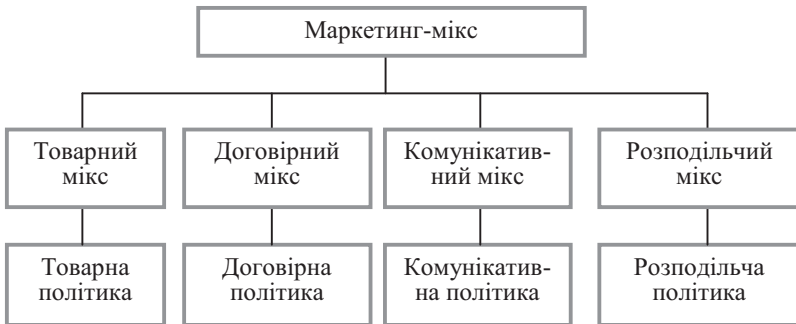 Маркетинг-мікс
Товарний
мікс
Договірний
мікс
Комунікатив-
ний мікс
Розподільчий
мікс
Товарна
політика
Договірна
політика
Комунікатив-
на політика
Розподільча
політика